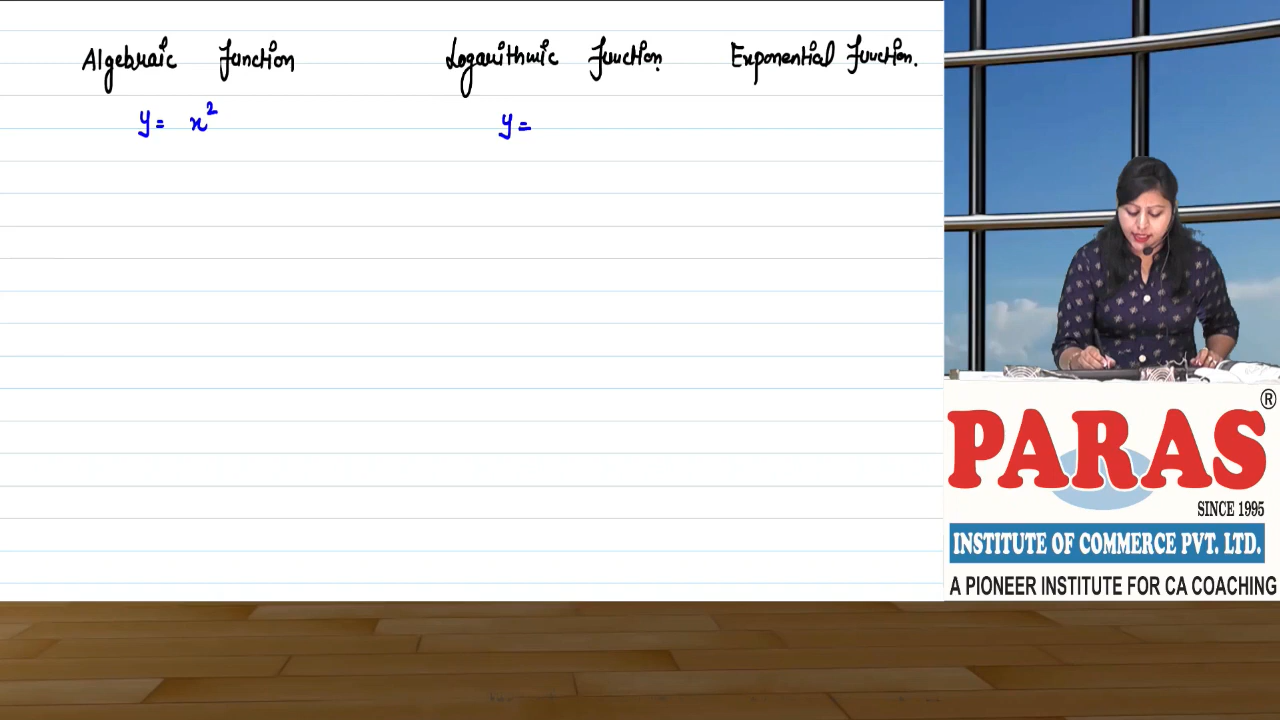 Algebraic Function Logarithmic Function Exponential Function.
y = x² y =
PARAS ®
SINCE 1995
INSTITUTE OF COMMERCE PVT. LTD.
A PIONEER INSTITUTE FOR CA COACHING